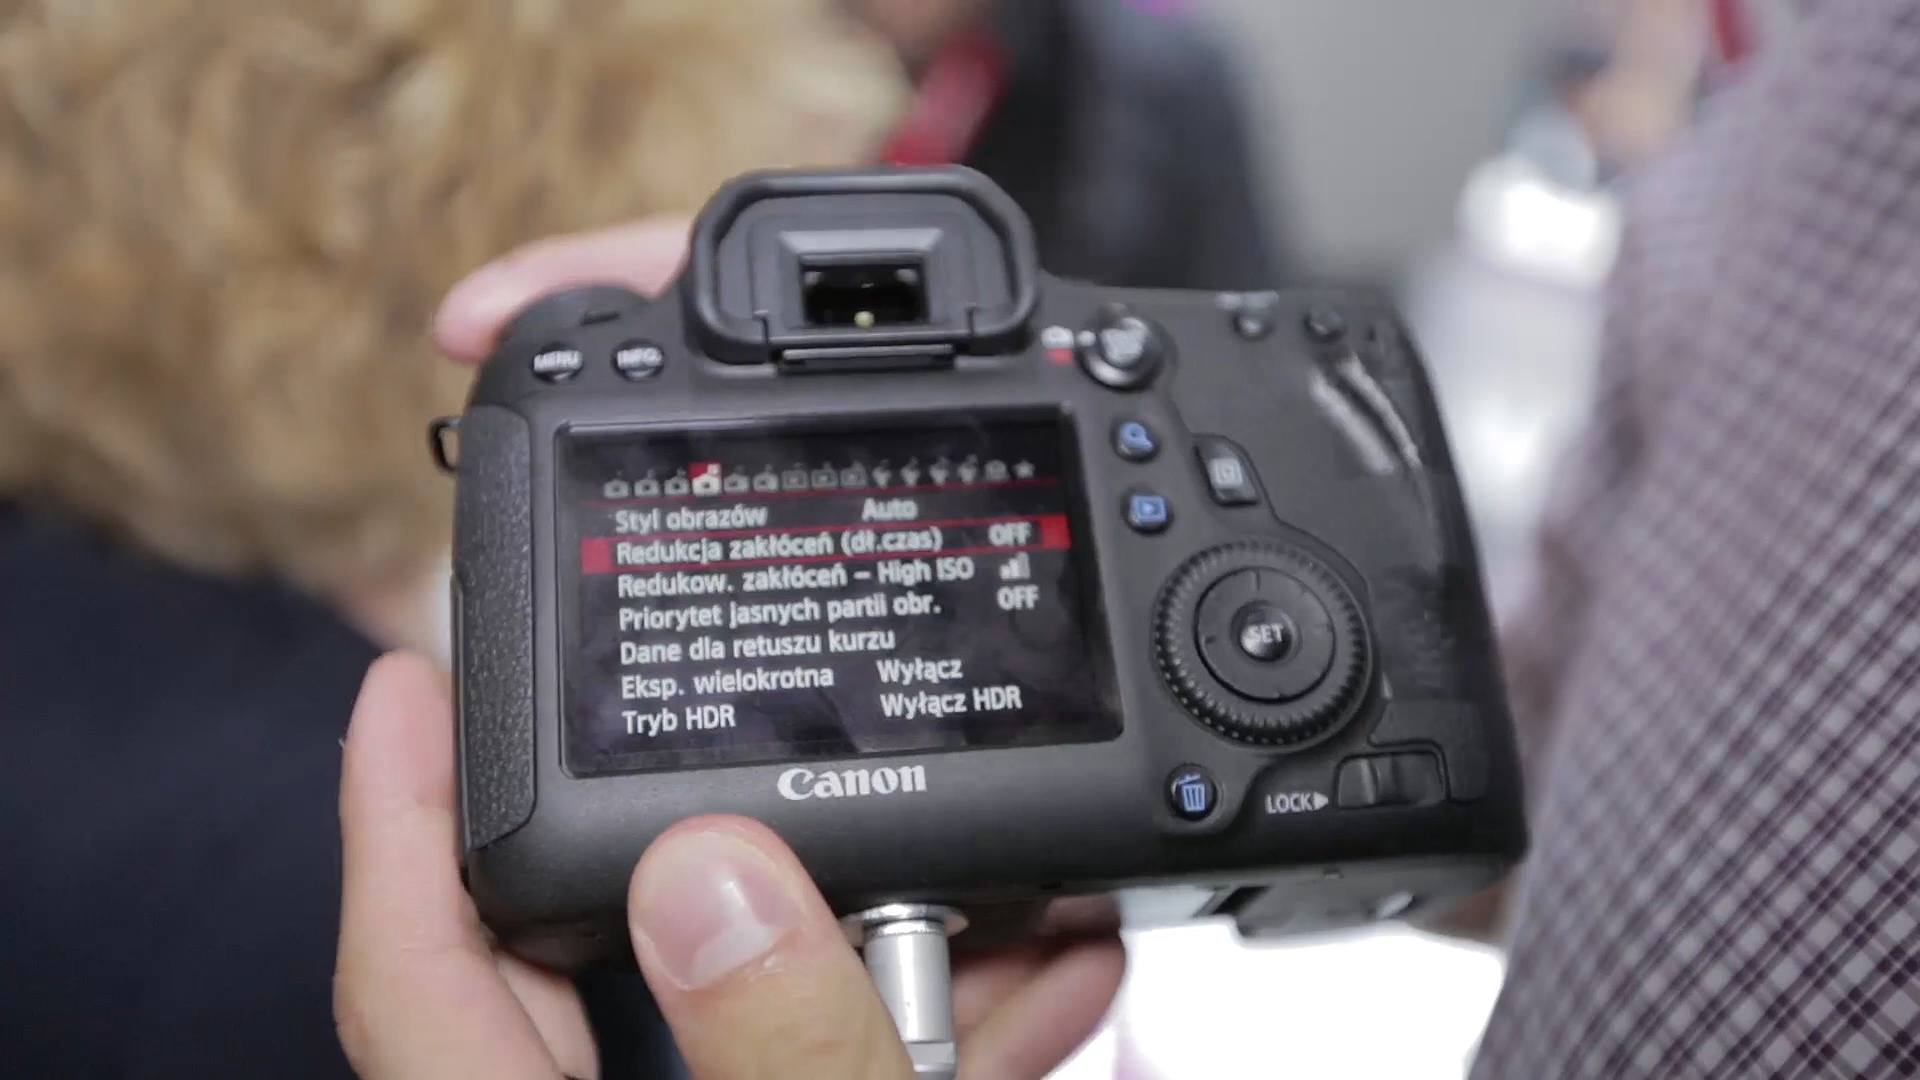 MENU INFO.
Styl obrazów Auto
Redukcja zakłóceń (dł.czas) OFF
Redukow. zakłóceń – High ISO
Priorytet jasnych partii obr. OFF
Dane dla retuszu kurzu
Eksp. wielokrotna Wyłącz
Tryb HDR Wyłącz HDR
SET
Canon
LOCK